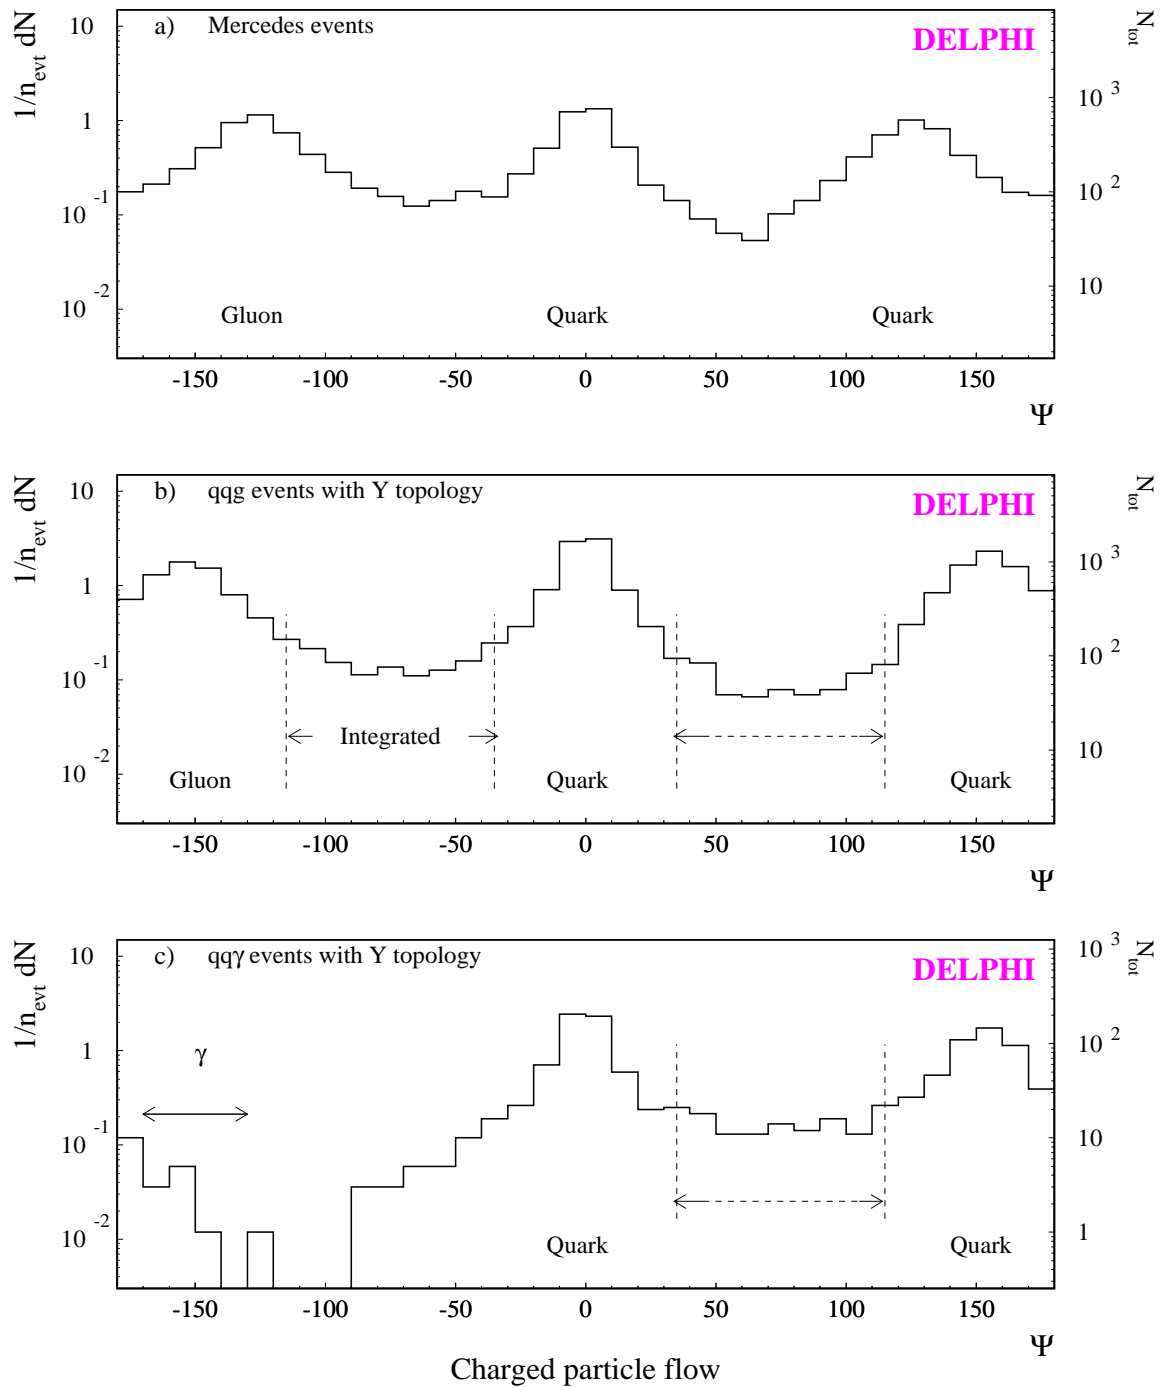 a) Mercedes events
DELPHI
1/n_evt dN
N_tot
10
1
10^-1
10^-2
10^3
10^2
10
Gluon Quark Quark
-150 -100 -50 0 50 100 150
Ψ
b) qqg events with Y topology
DELPHI
1/n_evt dN
N_tot
10
1
10^-1
10^-2
10^3
10^2
10
Integrated
Gluon Quark Quark
-150 -100 -50 0 50 100 150
Ψ
c) qqγ events with Y topology
DELPHI
1/n_evt dN
N_tot
10
1
10^-1
10^-2
10^3
10^2
10
1
γ
Quark Quark
-150 -100 -50 0 50 100 150
Ψ
Charged particle flow